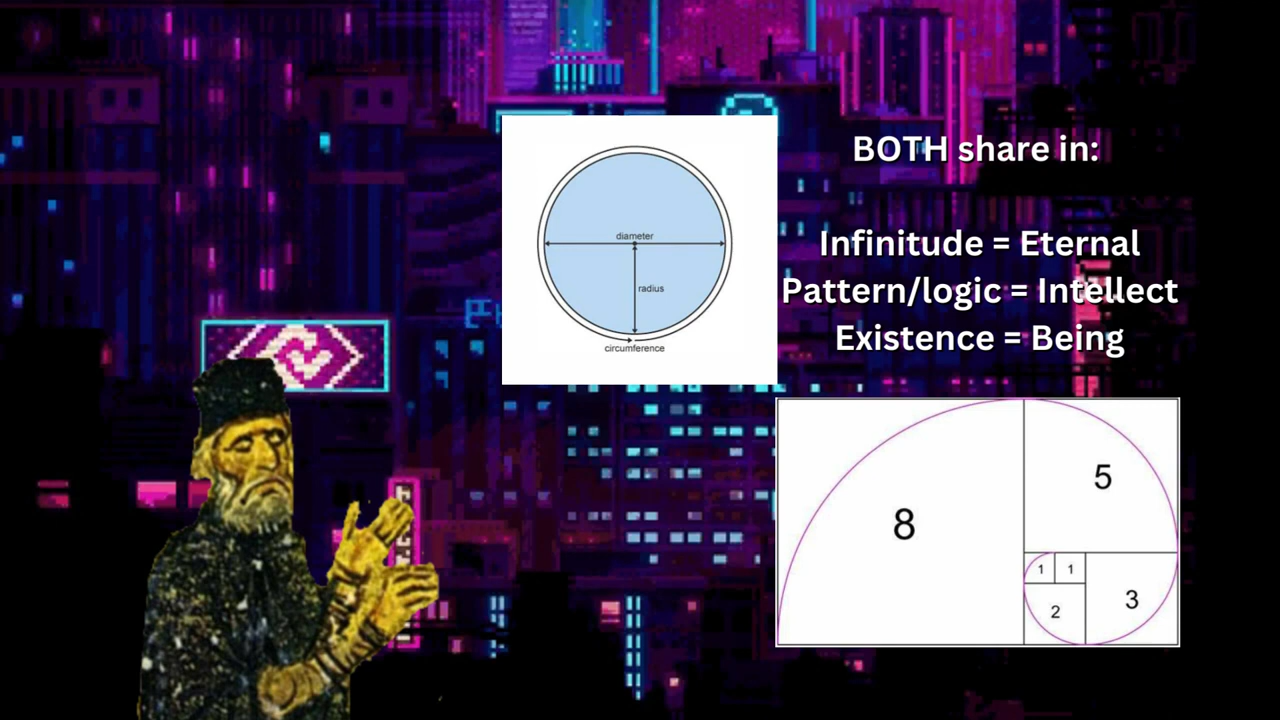 BOTH share in:
Infinitude = Eternal
Pattern/logic = Intellect
Existence = Being
diameter
radius
circumference
8
5
1 1
2
3